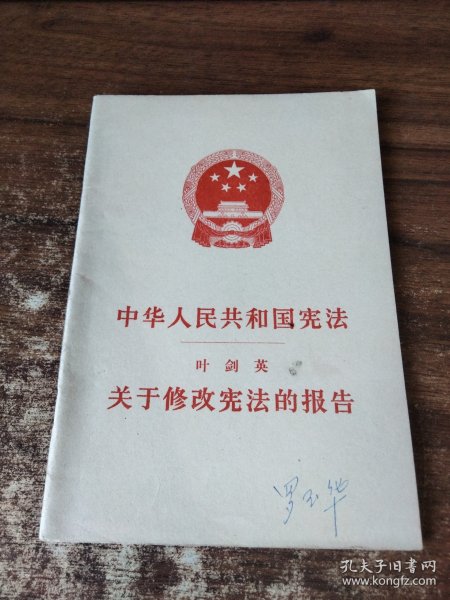 中华人民共和国宪法
叶剑英
关于修改宪法的报告
罗玉华
孔夫子旧书网
www.kongfz.com